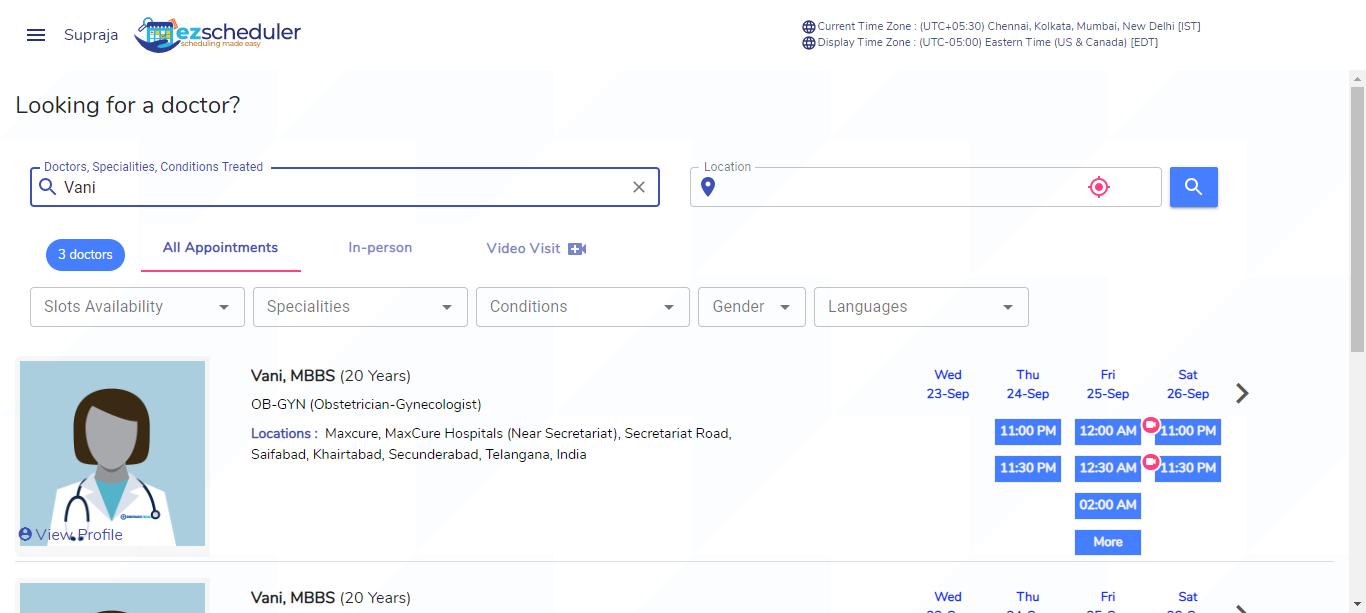 Supraja
ezscheduler
scheduling made easy
Current Time Zone : (UTC+05:30) Chennai, Kolkata, Mumbai, New Delhi [IST]
Display Time Zone : (UTC-05:00) Eastern Time (US & Canada) [EDT]
Looking for a doctor?
Doctors, Specialities, Conditions Treated
Vani
Location
3 doctors
All Appointments
In-person
Video Visit
Slots Availability
Specialities
Conditions
Gender
Languages
Vani, MBBS (20 Years)
OB-GYN (Obstetrician-Gynecologist)
Locations : Maxcure, MaxCure Hospitals (Near Secretariat), Secretariat Road,
Saifabad, Khairtabad, Secunderabad, Telangana, India
View Profile
Wed Thu Fri Sat
23-Sep 24-Sep 25-Sep 26-Sep
11:00 PM 12:00 AM 11:00 PM
11:30 PM 12:30 AM 11:30 PM
02:00 AM
More
Vani, MBBS (20 Years)
Wed Thu Fri Sat